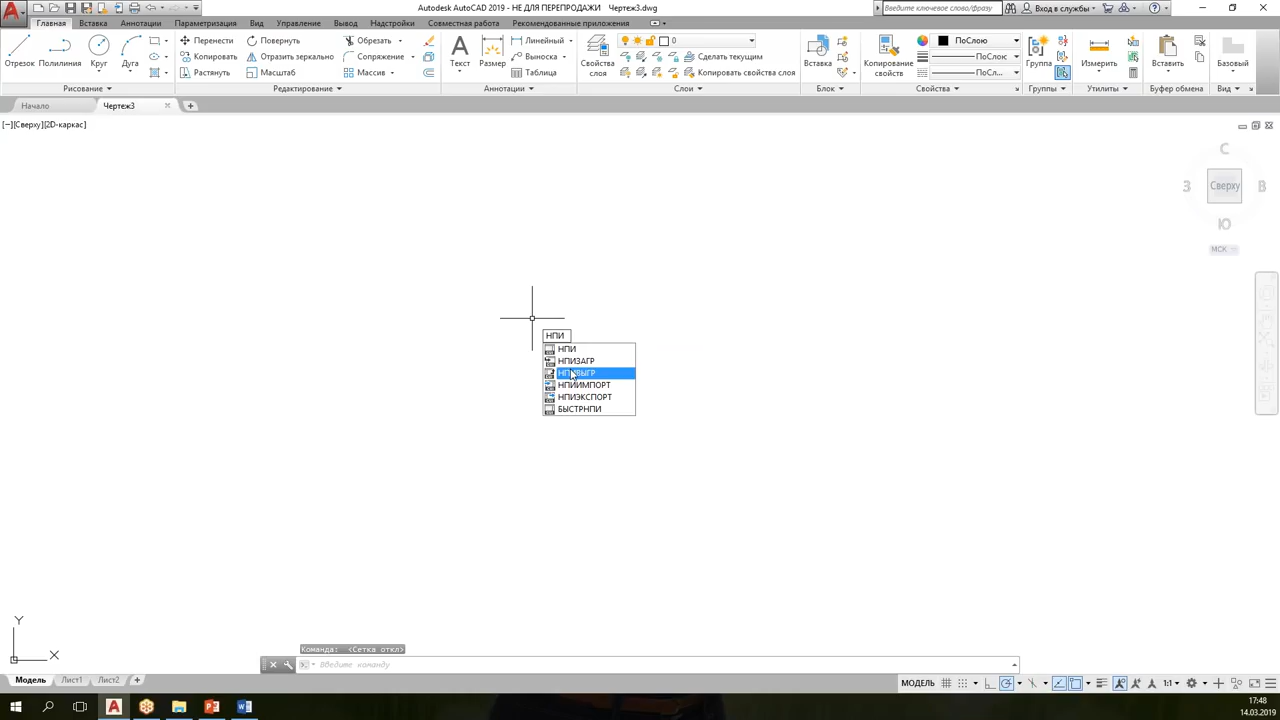 Autodesk AutoCAD 2019 - НЕ ДЛЯ ПЕРЕПРОДАЖИ Чертеж3.dwg
Введите ключевое слово/фразу
Вход в службы
Главная Вставка Аннотации Параметризация Вид Управление Вывод Надстройки Совместная работа Рекомендованные приложения
Отрезок Полилиния Круг Дуга
Рисование
Перенести Повернуть Обрезать
Копировать Отразить зеркально Сопряжение
Растянуть Масштаб Массив
Редактирование
Текст Размер
Линейный
Выноска
Таблица
Аннотации
Свойства слоя
0
Сделать текущим
Копировать свойства слоя
Слои
Вставка
Блок
Копирование свойств
ПоСлою
ПоСлою
ПоСл...
Свойства
Группа
Группы
Измерить
Утилиты
Вставить
Буфер обмена
Базовый
Вид
Начало Чертеж3
[−][Сверху][2D-каркас]
С
З Сверху В
Ю
МСК
НПИ
НПИ
НПИЗАГР
НПИВЫГР
НПИИМПОРТ
НПИЭКСПОРТ
БЫСТРНПИ
Y
X
Команда: <Сетка откл>
Введите команду
Модель Лист1 Лист2
МОДЕЛЬ
1:1
17:48
14.03.2019